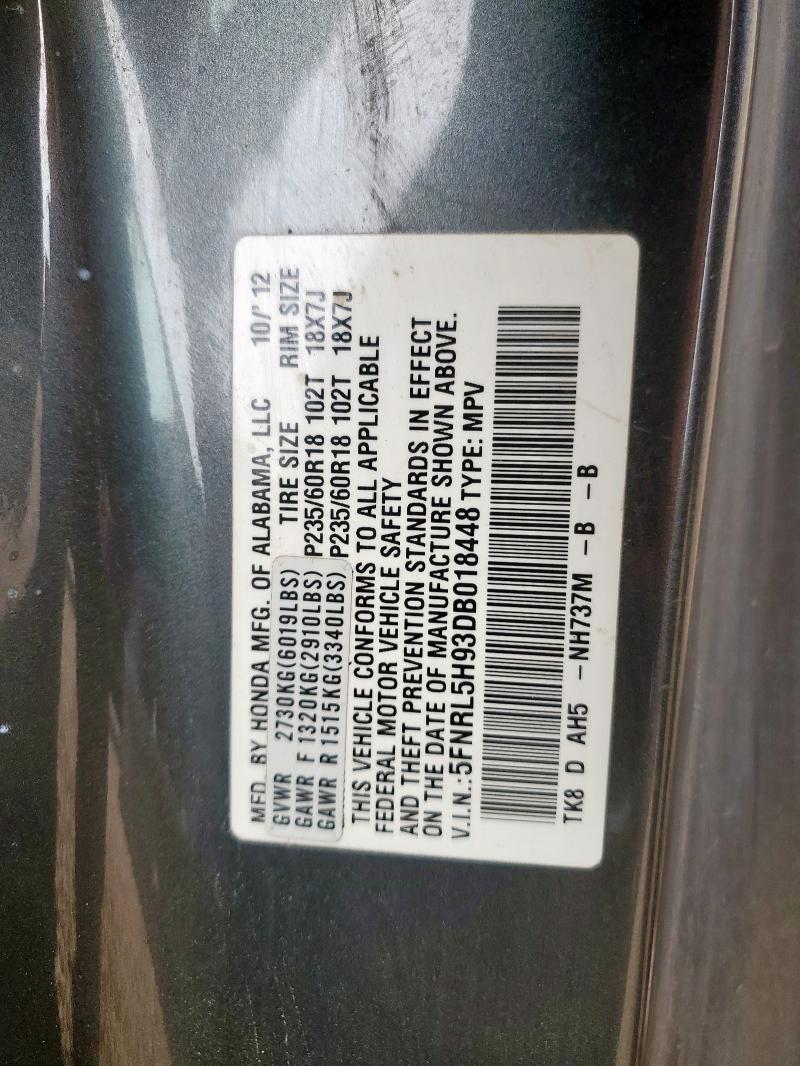 MFD. BY HONDA MFG. OF ALABAMA, LLC 10/'12
GVWR 2730KG(6019LBS) TIRE SIZE RIM SIZE
GAWR F 1320KG(2910LBS) P235/60R18 102T 18X7J
GAWR R 1515KG(3340LBS) P235/60R18 102T 18X7J
THIS VEHICLE CONFORMS TO ALL APPLICABLE
FEDERAL MOTOR VEHICLE SAFETY
AND THEFT PREVENTION STANDARDS IN EFFECT
ON THE DATE OF MANUFACTURE SHOWN ABOVE.
V.I.N.:5FNRL5H93DB018448 TYPE: MPV
TK8 D AH5 -NH737M -B -B